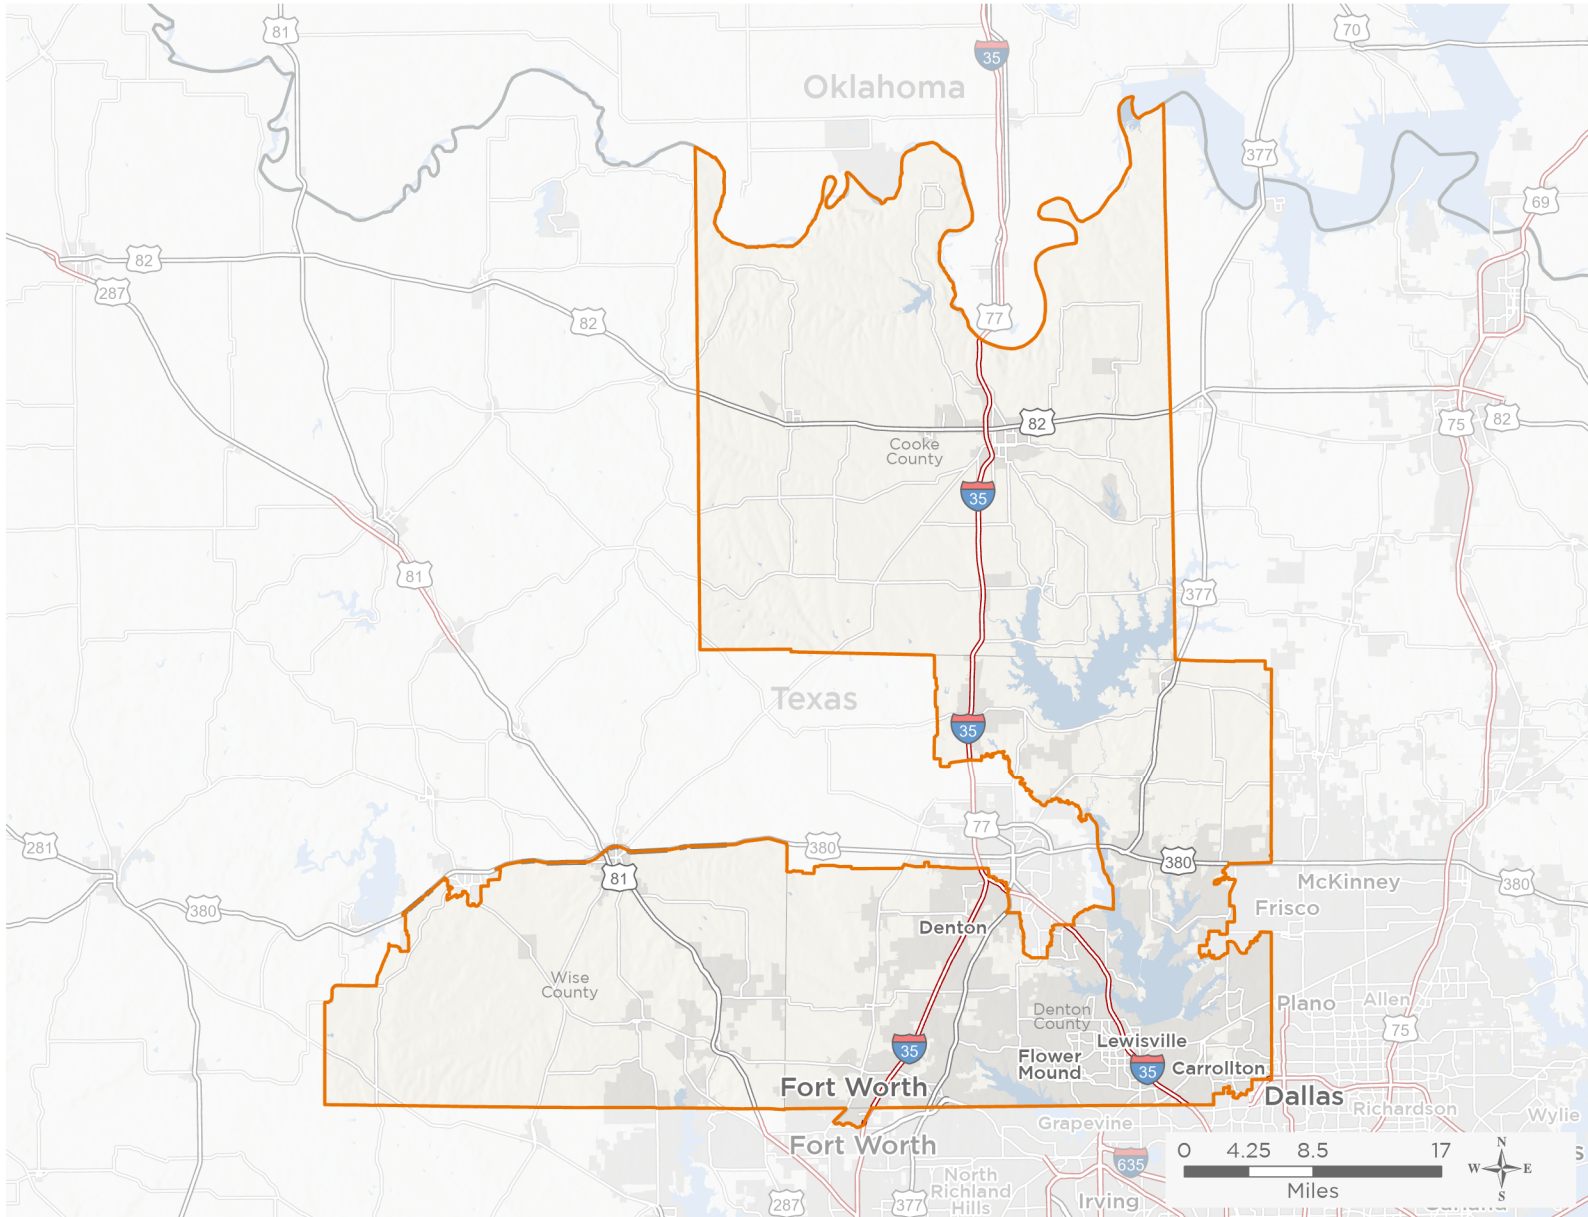 81
35
70
Oklahoma
377
69
82
287
82
77
82
75
82
Cooke
County
35
81
377
Texas
35
77
380
281
380
81
380
McKinney
380
Frisco
Denton
Wise
County
Plano
Allen
Denton
County
75
35
Lewisville
Flower
Mound
35
Carrollton
Fort Worth
Dallas
Richardson
Wylie
Grapevine
Fort Worth
635
0 4.25 8.5 17
Miles
N
W
E
S
North
Richland
Hills
287
377
Irving